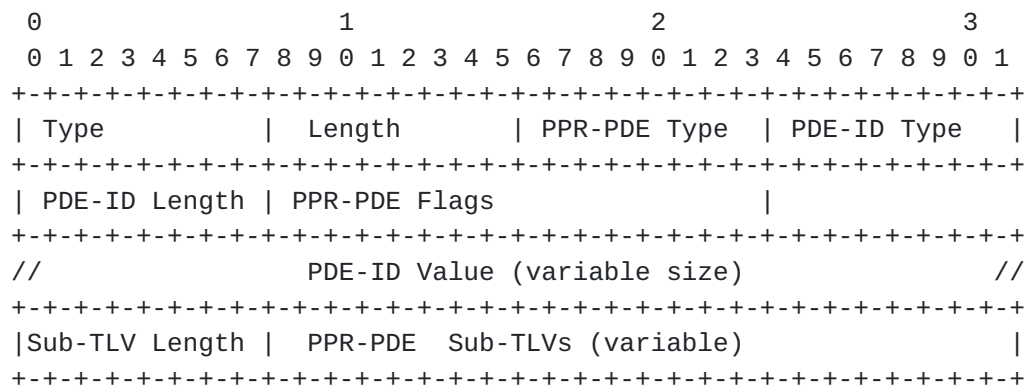 0                   1                   2                   3
 0 1 2 3 4 5 6 7 8 9 0 1 2 3 4 5 6 7 8 9 0 1 2 3 4 5 6 7 8 9 0 1
+-+-+-+-+-+-+-+-+-+-+-+-+-+-+-+-+-+-+-+-+-+-+-+-+-+-+-+-+-+-+-+-+
| Type          |  Length       | PPR-PDE Type  | PDE-ID Type   |
+-+-+-+-+-+-+-+-+-+-+-+-+-+-+-+-+-+-+-+-+-+-+-+-+-+-+-+-+-+-+-+-+
| PDE-ID Length | PPR-PDE Flags                 |
+-+-+-+-+-+-+-+-+-+-+-+-+-+-+-+-+-+-+-+-+-+-+-+-+-+-+-+-+-+-+-+-+
//                 PDE-ID Value (variable size)                //
+-+-+-+-+-+-+-+-+-+-+-+-+-+-+-+-+-+-+-+-+-+-+-+-+-+-+-+-+-+-+-+-+
|Sub-TLV Length |  PPR-PDE  Sub-TLVs (variable)                 |
+-+-+-+-+-+-+-+-+-+-+-+-+-+-+-+-+-+-+-+-+-+-+-+-+-+-+-+-+-+-+-+-+